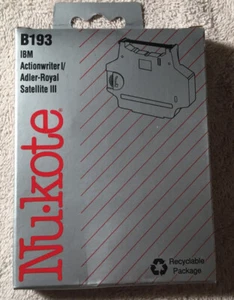 B193
IBM
Actionwriter I/
Adler-Royal
Satellite III
Nu-kote
Recyclable
Package